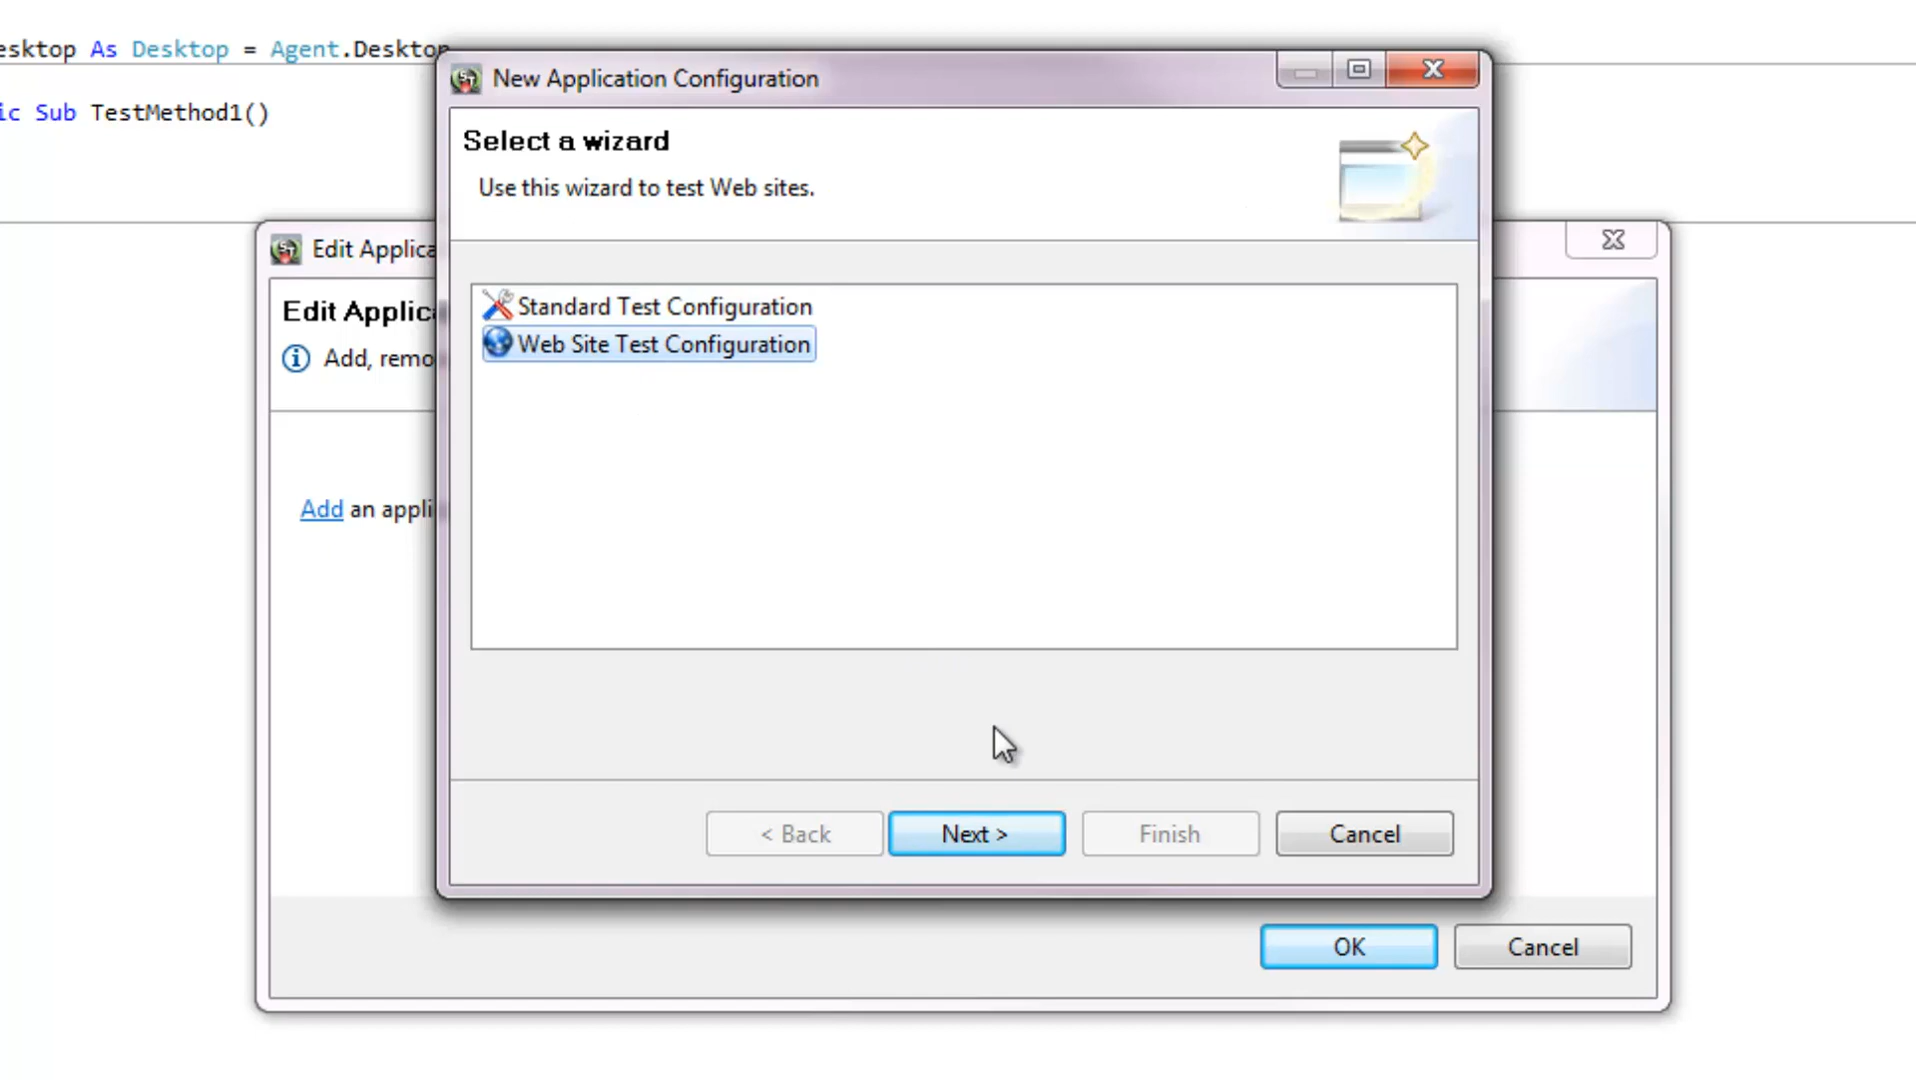 esktop As Desktop = Agent.Desktop
ic Sub TestMethod1()
New Application Configuration
Select a wizard
Use this wizard to test Web sites.
Standard Test Configuration
Web Site Test Configuration
< Back
Next >
Finish
Cancel
Edit Applica
Edit Applic
Add, remo
Add an appli
OK
Cancel